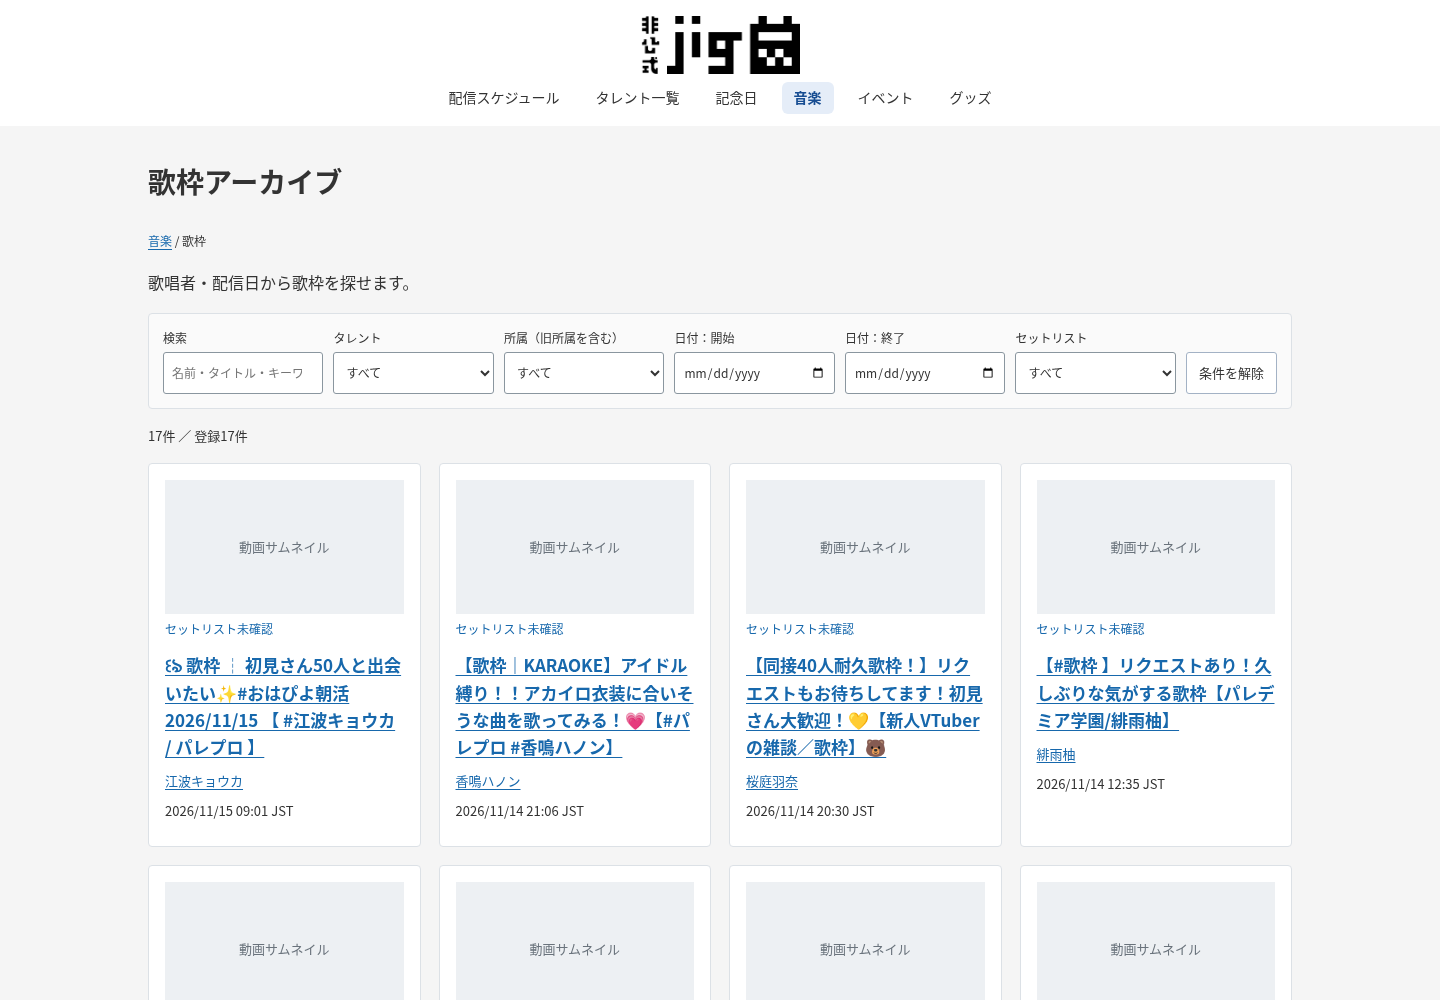 非公式 jig曲
配信スケジュール タレント一覧 記念日 音楽 イベント グッズ
歌枠アーカイブ
音楽 / 歌枠
歌唱者・配信日から歌枠を探せます。
検索 タレント 所属（旧所属を含む） 日付：開始 日付：終了 セットリスト
名前・タイトル・キーワ すべて すべて mm/dd/yyyy mm/dd/yyyy すべて 条件を解除
17件 ／ 登録17件
動画サムネイル
セットリスト未確認
꒰ঌ 歌枠 ┊ 初見さん50人と出会
いたい✨#おはぴよ朝活
2026/11/15 【 #江波キョウカ
/ パレプロ 】
江波キョウカ
2026/11/15 09:01 JST
動画サムネイル
セットリスト未確認
【歌枠｜KARAOKE】アイドル
縛り！！アカイロ衣装に合いそ
うな曲を歌ってみる！💗【#パ
レプロ #香鳴ハノン】
香鳴ハノン
2026/11/14 21:06 JST
動画サムネイル
セットリスト未確認
【同接40人耐久歌枠！】リク
エストもお待ちしてます！初見
さん大歓迎！💛【新人VTuber
の雑談／歌枠】🐻
桜庭羽奈
2026/11/14 20:30 JST
動画サムネイル
セットリスト未確認
【#歌枠 】リクエストあり！久
しぶりな気がする歌枠【パレデ
ミア学園/緋雨柚】
緋雨柚
2026/11/14 12:35 JST
動画サムネイル
動画サムネイル
動画サムネイル
動画サムネイル